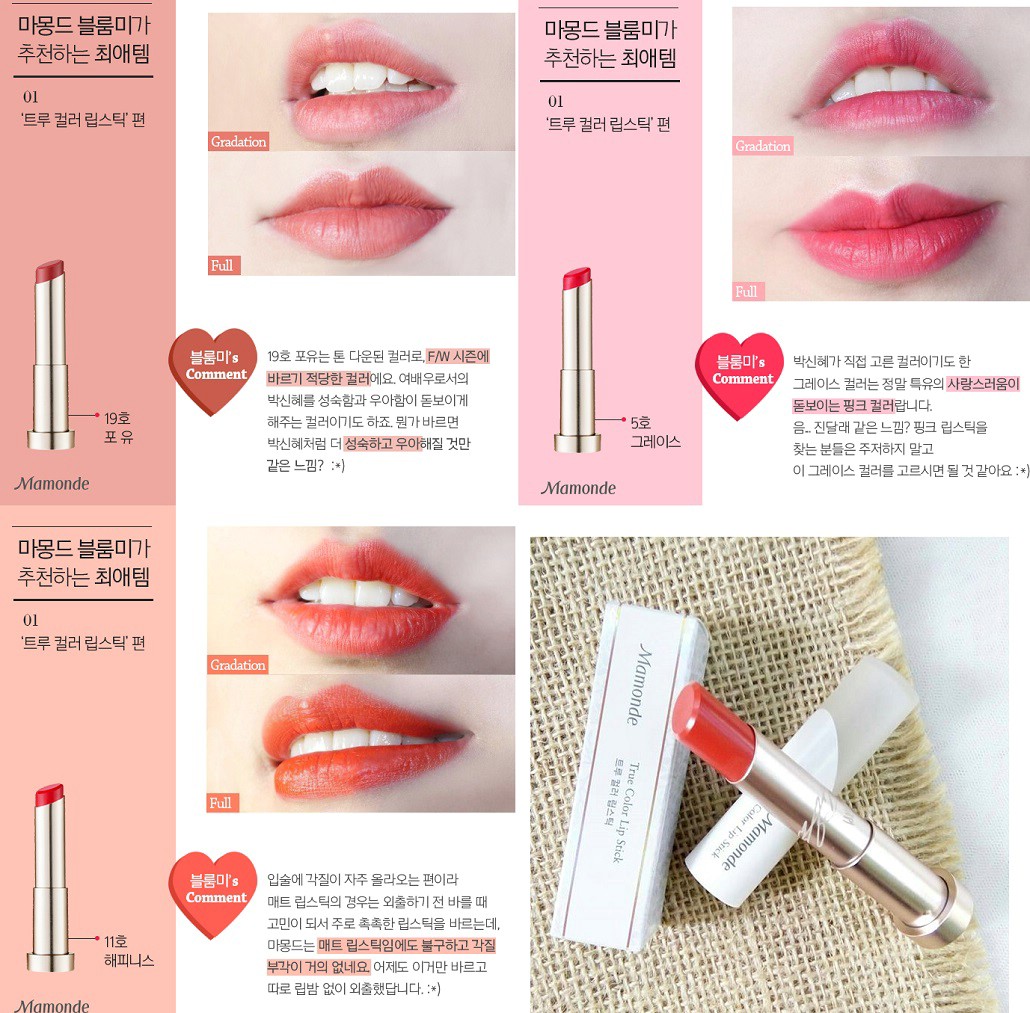 마몽드 블룸미가
추천하는 최애템
01
'트루 컬러 립스틱' 편
Gradation
Full
블룸미's
Comment
19호 포유는 톤 다운된 컬러로, F/W 시즌에
바르기 적당한 컬러에요. 여배우로서의
박신혜를 성숙함과 우아함이 돋보이게
해주는 컬러이기도 하죠. 뭔가 바르면
박신혜처럼 더 성숙하고 우아해질 것만
같은 느낌? :*)
19호
포 유
Mamonde
마몽드 블룸미가
추천하는 최애템
01
'트루 컬러 립스틱' 편
Gradation
Full
블룸미's
Comment
박신혜가 직접 고른 컬러이기도 한
그레이스 컬러는 정말 특유의 사랑스러움이
돋보이는 핑크 컬러랍니다.
음... 진달래 같은 느낌? 핑크 립스틱을
찾는 분들은 주저하지 말고
이 그레이스 컬러를 고르시면 될 것 같아요 :*)
5호
그레이스
Mamonde
마몽드 블룸미가
추천하는 최애템
01
'트루 컬러 립스틱' 편
Gradation
Full
블룸미's
Comment
입술에 각질이 자주 올라오는 편이라
매트 립스틱의 경우는 외출하기 전 바를 때
고민이 되서 주로 촉촉한 립스틱을 바르는데,
마몽드는 매트 립스틱임에도 불구하고 각질
부각이 거의 없네요. 어제도 이거만 바르고
따로 립밤 없이 외출했답니다. :*)
11호
해피니스
Mamonde
Mamonde
True Color Lip Stick
트루 컬러 립스틱
Mamonde
Color Lip Stick